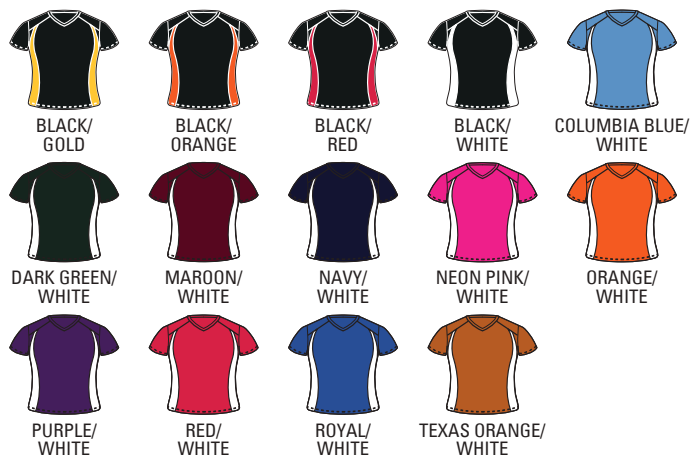 BLACK/
GOLD
BLACK/
ORANGE
BLACK/
RED
BLACK/
WHITE
COLUMBIA BLUE/
WHITE
DARK GREEN/
WHITE
MAROON/
WHITE
NAVY/
WHITE
NEON PINK/
WHITE
ORANGE/
WHITE
PURPLE/
WHITE
RED/
WHITE
ROYAL/
WHITE
TEXAS ORANGE/
WHITE